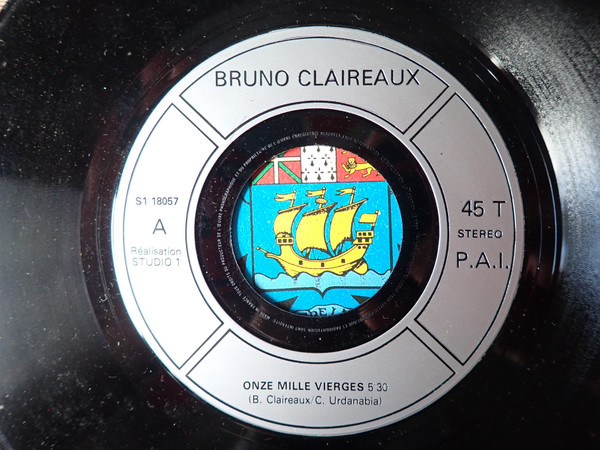 BRUNO CLAIREAUX
S1 18057
A
Réalisation
STUDIO 1
45 T
STEREO
P.A.I.
ONZE MILLE VIERGES 5'30
(B. Claireaux/C. Urdanabia)